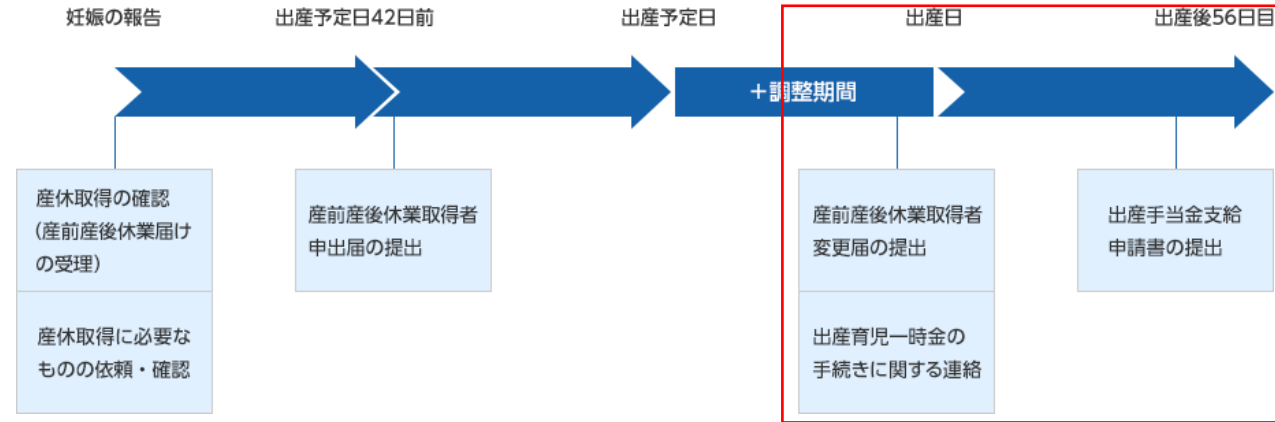 妊娠の報告
出産予定日42日前
出産予定日
出産日
出産後56日目
＋調整期間
産休取得の確認
(産前産後休業届け
の受理)
産休取得に必要な
ものの依頼・確認
産前産後休業取得者
申出届の提出
産前産後休業取得者
変更届の提出
出産育児一時金の
手続きに関する連絡
出産手当金支給
申請書の提出